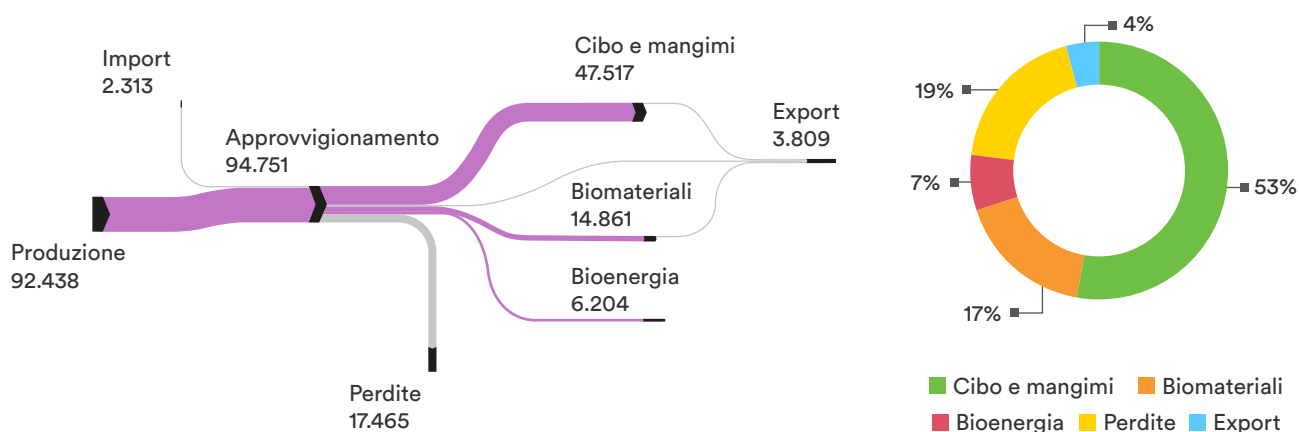 Import
2.313
Produzione
92.438
Approvvigionamento
94.751
Perdite
17.465
Cibo e mangimi
47.517
Biomateriali
14.861
Bioenergia
6.204
Export
3.809
4%
19%
7%
53%
17%
Cibo e mangimi
Biomateriali
Bioenergia
Perdite
Export